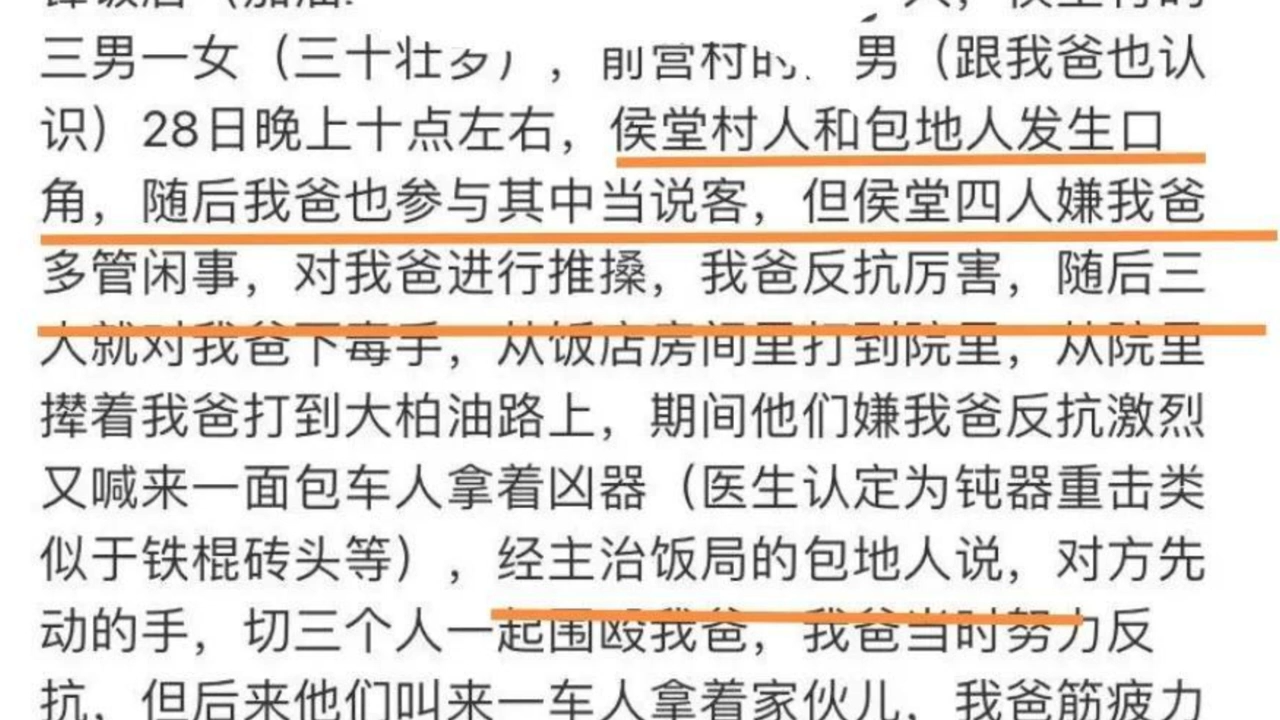 三男一女（三十壮岁），前宫村的 男（跟我爸也认
识）28日晚上十点左右，侯堂村人和包地人发生口
角，随后我爸也参与其中当说客，但侯堂四人嫌我爸
多管闲事，对我爸进行推搡，我爸反抗厉害，随后三
人就对我爸下毒手，从饭店房间里打到院里，从院里
撵着我爸打到大柏油路上，期间他们嫌我爸反抗激烈
又喊来一面包车人拿着凶器（医生认定为钝器重击类
似于铁棍砖头等），经主治饭局的包地人说，对方先
动的手，切三个人一起围殴我爸，我爸当时努力反
抗，但后来他们叫来一车人拿着家伙儿，我爸筋疲力